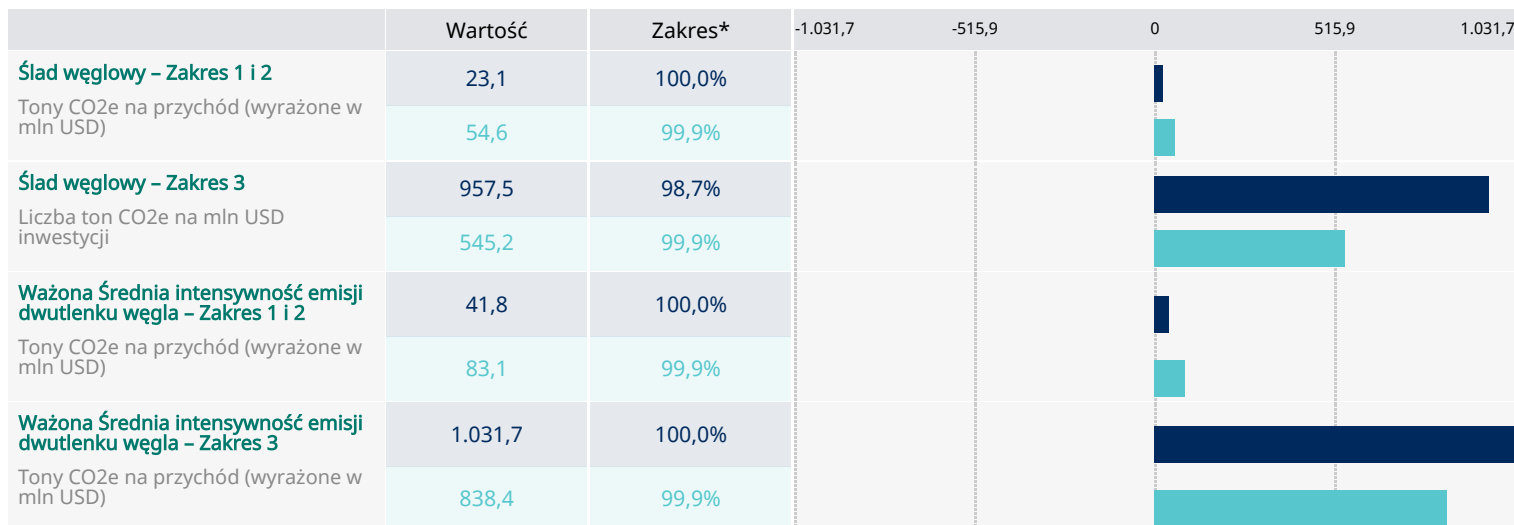 Wartość Zakres* -1.031,7 -515,9 0 515,9 1.031,7
Ślad węglowy – Zakres 1 i 2
Tony CO2e na przychód (wyrażone w
mln USD)
23,1 100,0%
54,6 99,9%
Ślad węglowy – Zakres 3
Liczba ton CO2e na mln USD
inwestycji
957,5 98,7%
545,2 99,9%
Ważona Średnia intensywność emisji
dwutlenku węgla – Zakres 1 i 2
Tony CO2e na przychód (wyrażone w
mln USD)
41,8 100,0%
83,1 99,9%
Ważona Średnia intensywność emisji
dwutlenku węgla – Zakres 3
Tony CO2e na przychód (wyrażone w
mln USD)
1.031,7 100,0%
838,4 99,9%